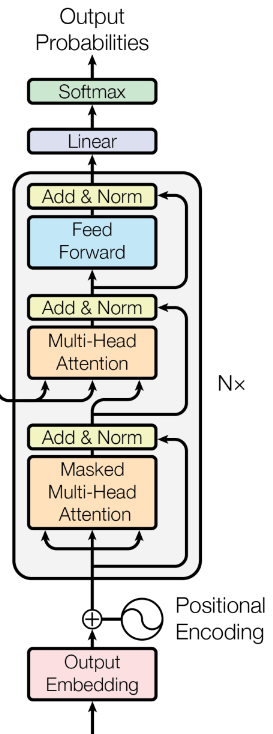 Output
Probabilities
Softmax
Linear
Add & Norm
Feed
Forward
Add & Norm
Multi-Head
Attention
N×
Add & Norm
Masked
Multi-Head
Attention
Positional
Encoding
Output
Embedding